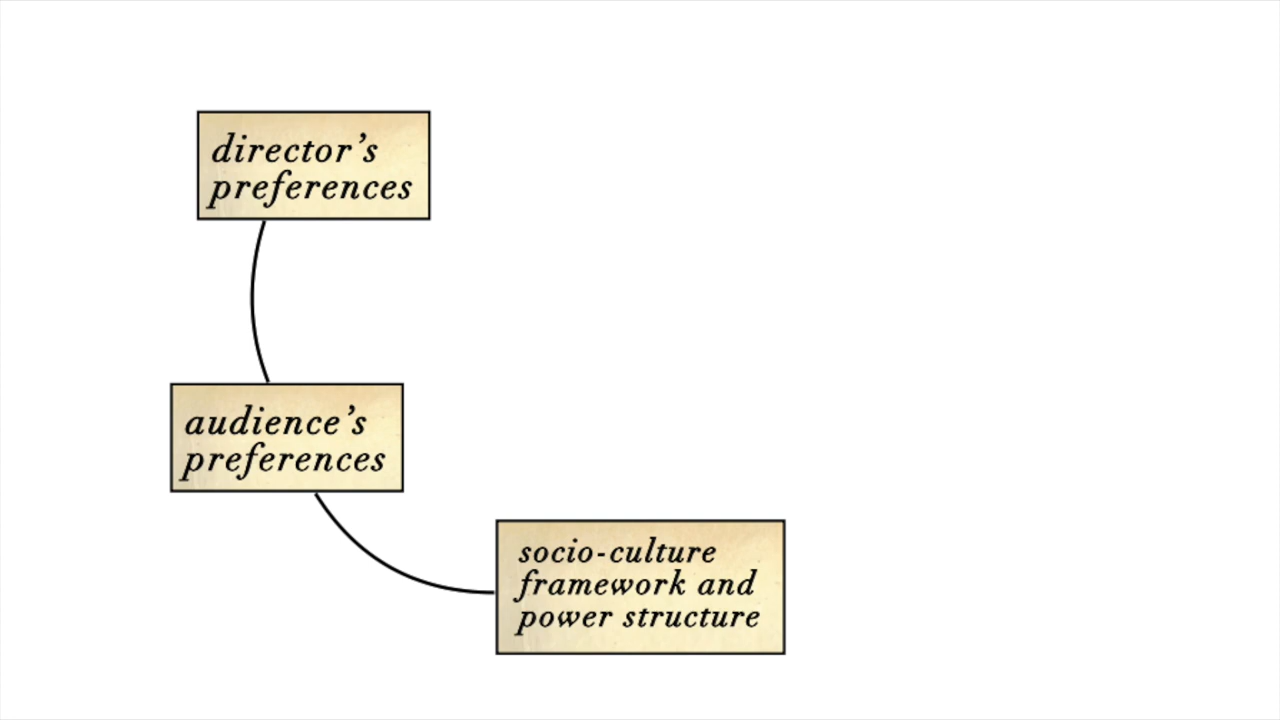 director’s
preferences
audience’s
preferences
socio-culture
framework and
power structure